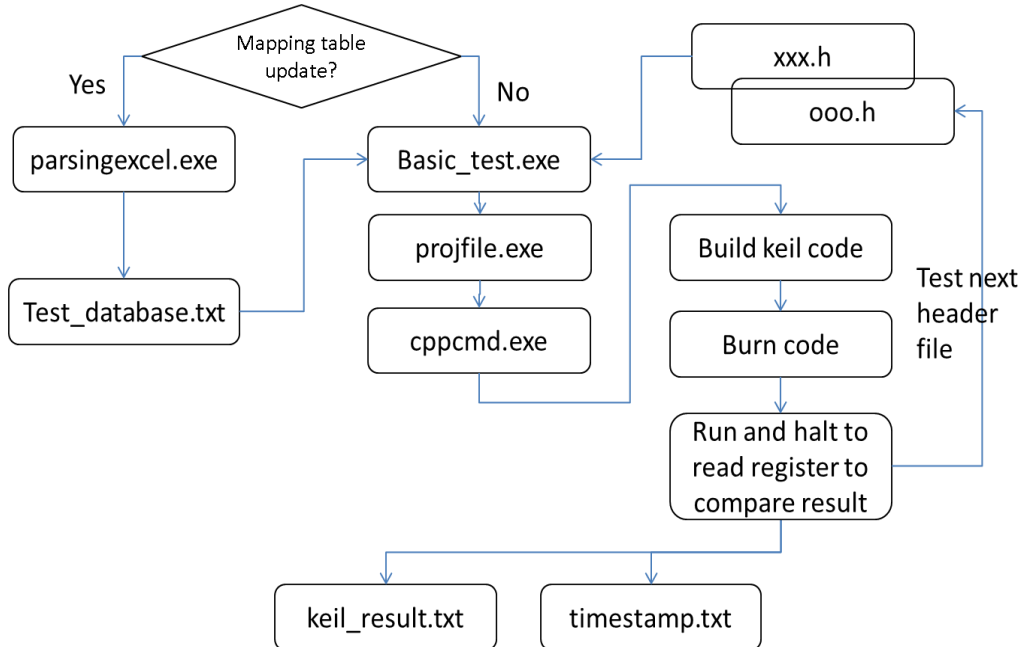 Mapping table
update?
Yes
No
xxx.h
ooo.h
parsingexcel.exe
Basic_test.exe
projfile.exe
Build keil code
Test_database.txt
cppcmd.exe
Burn code
Test next
header
file
Run and halt to
read register to
compare result
keil_result.txt
timestamp.txt